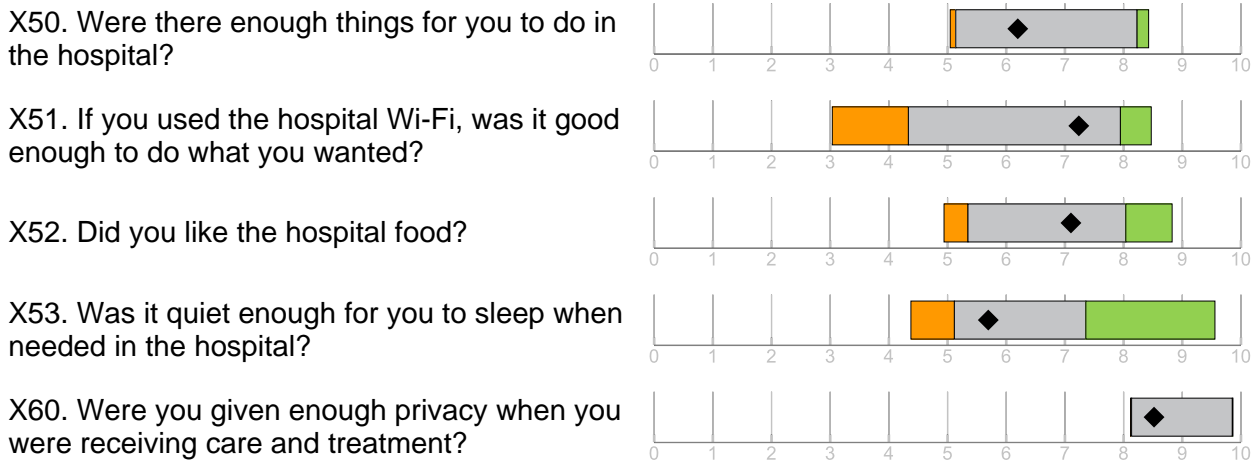 X50. Were there enough things for you to do in
the hospital?
0 1 2 3 4 5 6 7 8 9 10
X51. If you used the hospital Wi-Fi, was it good
enough to do what you wanted?
0 1 2 3 4 5 6 7 8 9 10
X52. Did you like the hospital food?
0 1 2 3 4 5 6 7 8 9 10
X53. Was it quiet enough for you to sleep when
needed in the hospital?
0 1 2 3 4 5 6 7 8 9 10
X60. Were you given enough privacy when you
were receiving care and treatment?
0 1 2 3 4 5 6 7 8 9 10